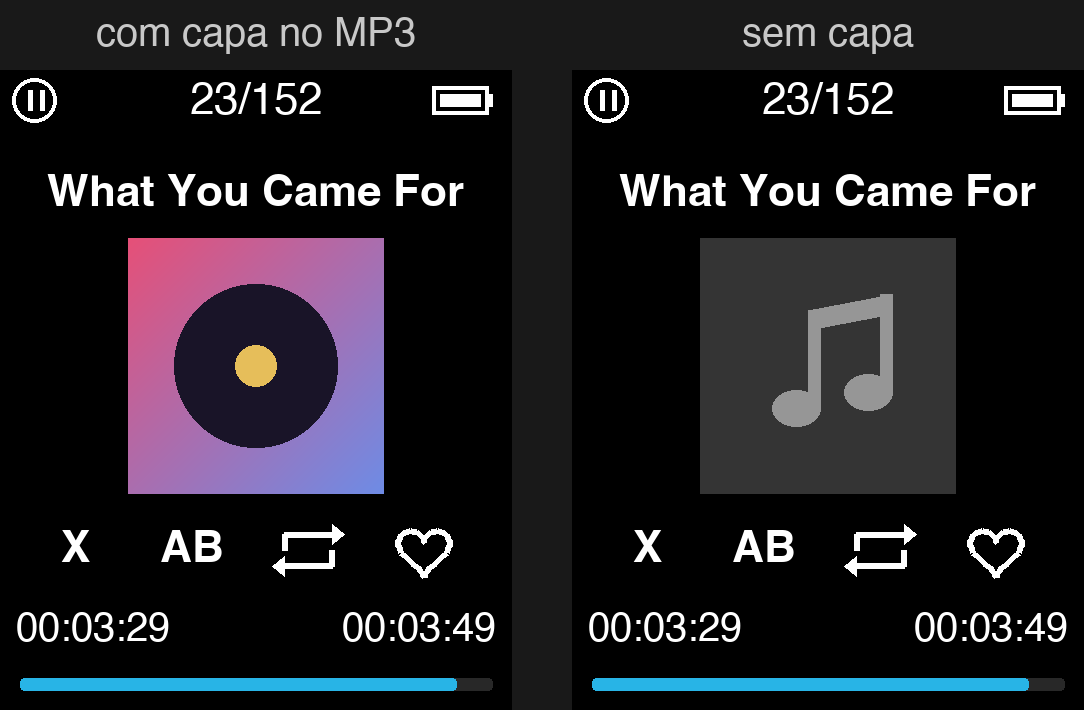 com capa no MP3
23/152
What You Came For
X AB
00:03:29 00:03:49
sem capa
23/152
What You Came For
X AB
00:03:29 00:03:49